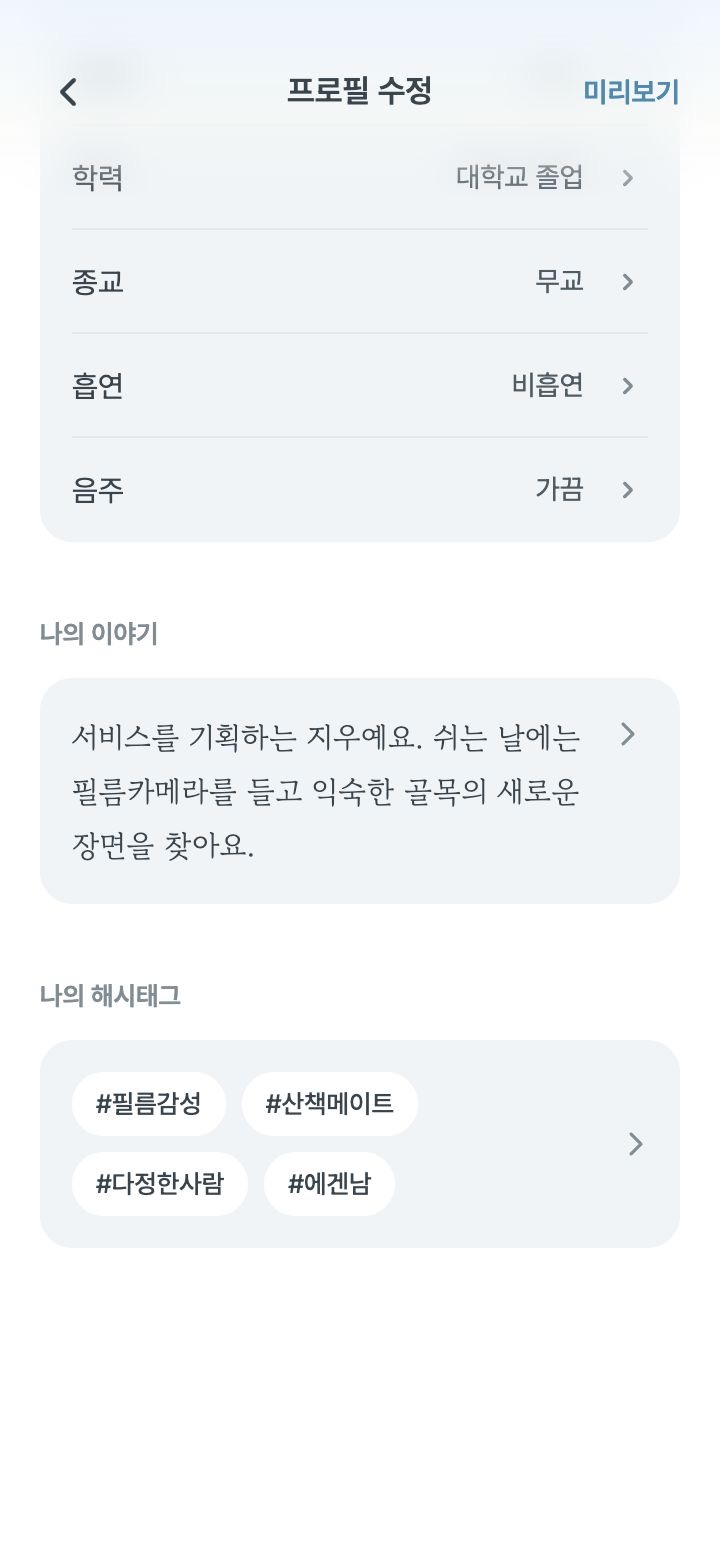 프로필 수정
미리보기
학력
대학교 졸업
종교
무교
흡연
비흡연
음주
가끔
나의 이야기
서비스를 기획하는 지우예요. 쉬는 날에는
필름카메라를 들고 익숙한 골목의 새로운
장면을 찾아요.
나의 해시태그
#필름감성
#산책메이트
#다정한사람
#에겐남